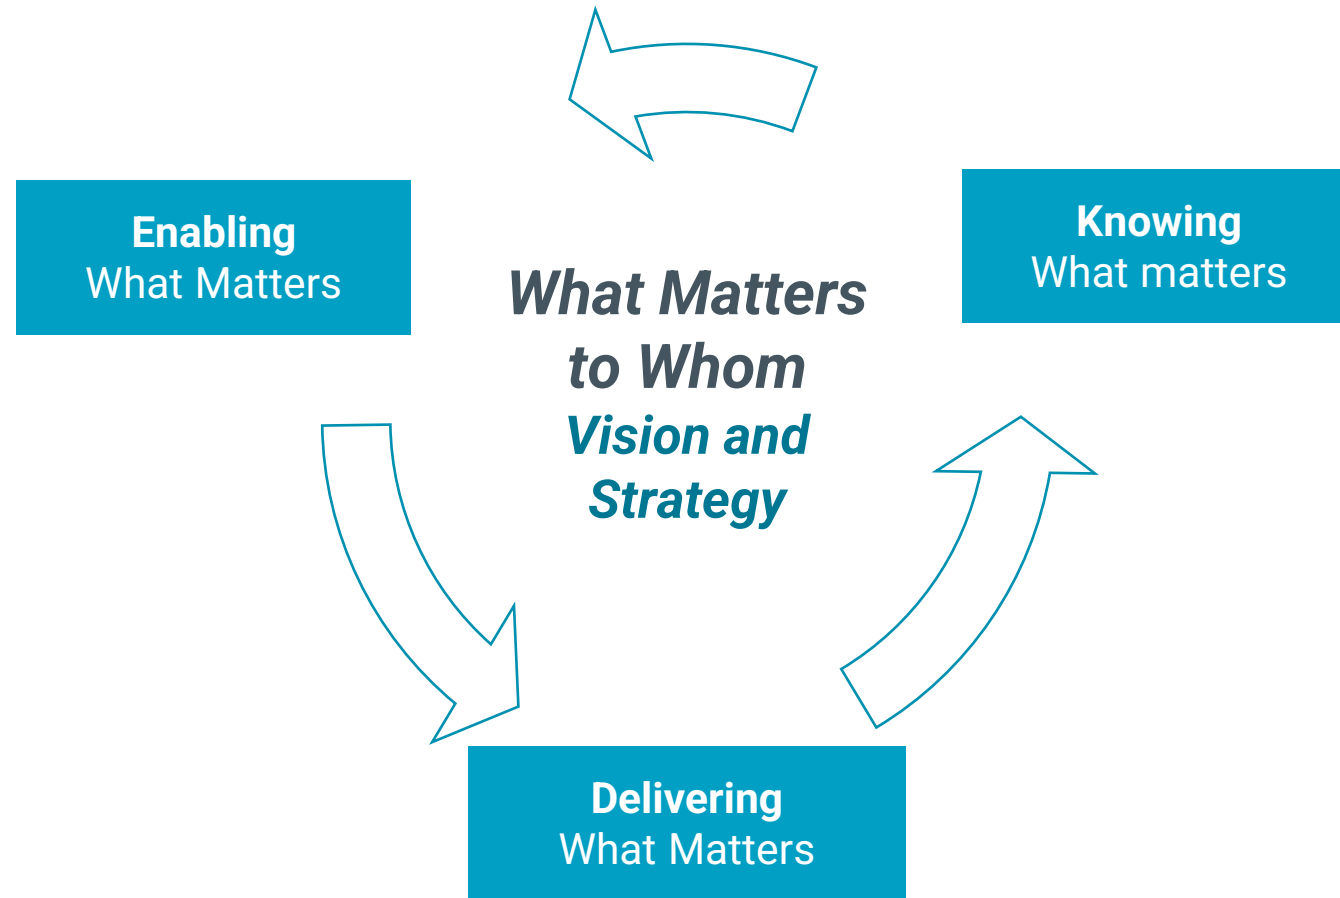 Enabling
What Matters
Knowing
What matters
What Matters
to Whom
Vision and
Strategy
Delivering
What Matters